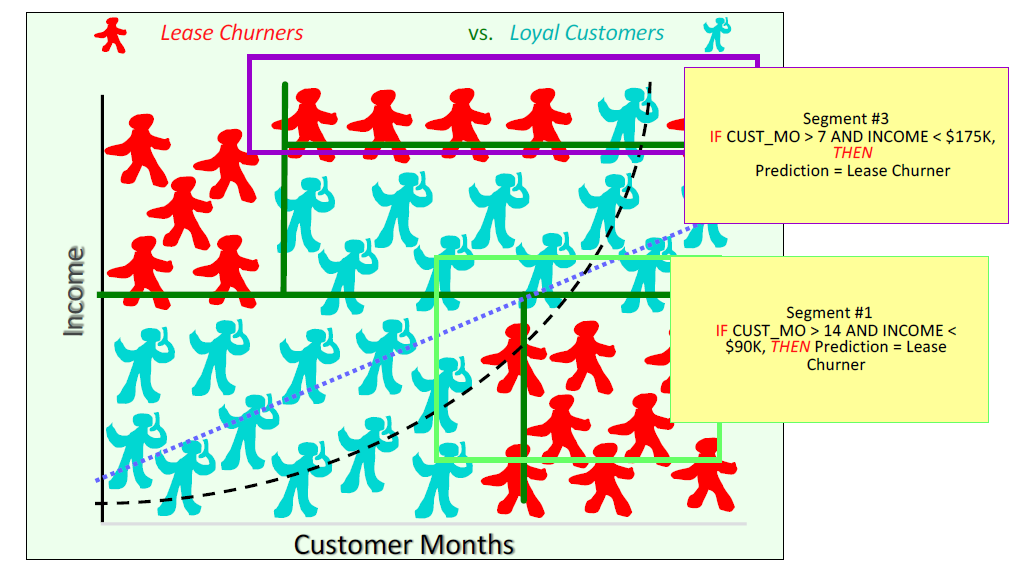 Lease Churners vs. Loyal Customers
Segment #3
IF CUST_MO > 7 AND INCOME < $175K,
THEN
Prediction = Lease Churner
Income
Segment #1
IF CUST_MO > 14 AND INCOME <
$90K, THEN Prediction = Lease
Churner
Customer Months